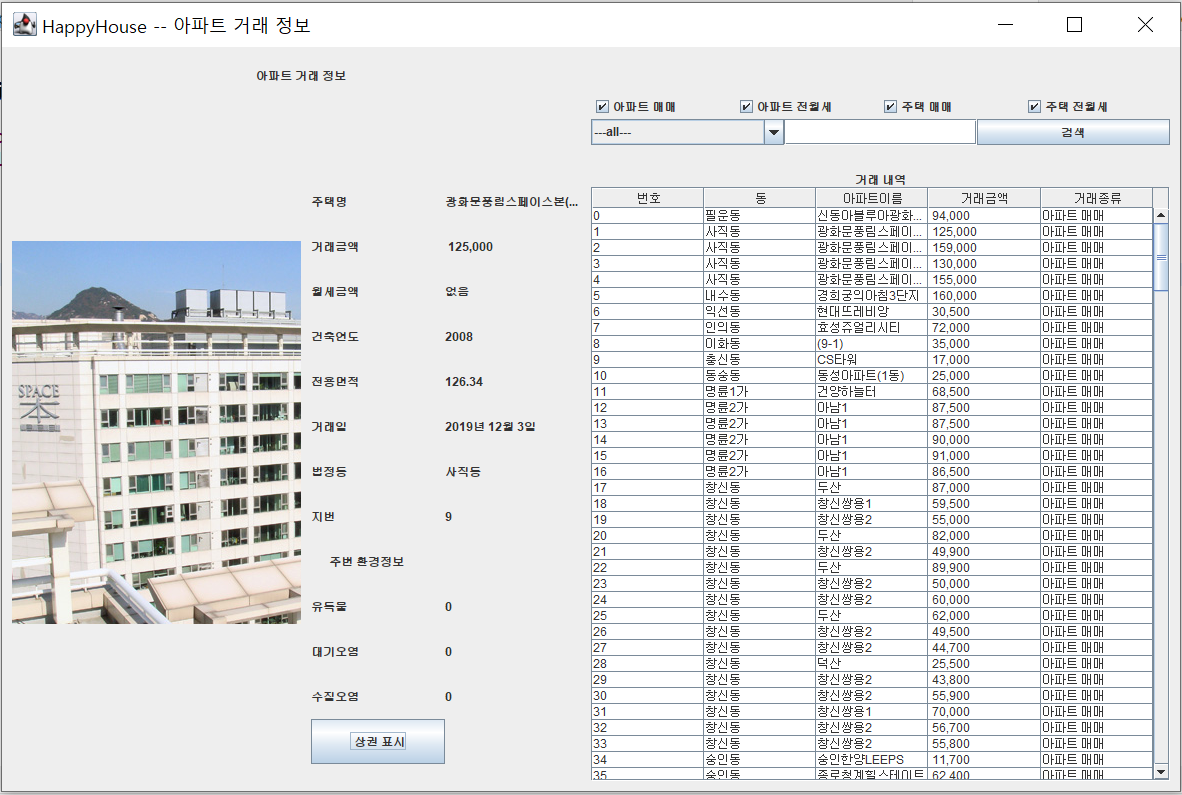 HappyHouse -- 아파트 거래 정보
아파트 거래 정보
아파트 매매 아파트 전월세 주택 매매 주택 전월세
---all--- 검색
주택명 광화문풍림스페이스본(...
거래금액 125,000
월세금액 없음
건축연도 2008
전용면적 126.34
거래일 2019년 12월 3일
법정동 사직동
지번 9
주변 환경정보
유독물 0
대기오염 0
수질오염 0
상권 표시
SPACE
本
거래 내역
번호 동 아파트이름 거래금액 거래종류
0 필운동 신동아블루아광화... 94,000 아파트 매매
1 사직동 광화문풍림스페이... 125,000 아파트 매매
2 사직동 광화문풍림스페이... 159,000 아파트 매매
3 사직동 광화문풍림스페이... 130,000 아파트 매매
4 사직동 광화문풍림스페이... 155,000 아파트 매매
5 내수동 경희궁의아침3단지 160,000 아파트 매매
6 익선동 현대뜨레비앙 30,500 아파트 매매
7 인의동 효성쥬얼리시티 72,000 아파트 매매
8 이화동 (9-1) 35,000 아파트 매매
9 충신동 CS타워 17,000 아파트 매매
10 동숭동 동성아파트(1동) 25,000 아파트 매매
11 명륜1가 건양하늘터 68,500 아파트 매매
12 명륜2가 아남1 87,500 아파트 매매
13 명륜2가 아남1 87,500 아파트 매매
14 명륜2가 아남1 90,000 아파트 매매
15 명륜2가 아남1 91,000 아파트 매매
16 명륜2가 아남1 86,500 아파트 매매
17 창신동 두산 87,000 아파트 매매
18 창신동 창신쌍용1 59,500 아파트 매매
19 창신동 창신쌍용2 55,000 아파트 매매
20 창신동 두산 82,000 아파트 매매
21 창신동 창신쌍용2 49,900 아파트 매매
22 창신동 두산 89,900 아파트 매매
23 창신동 창신쌍용2 50,000 아파트 매매
24 창신동 창신쌍용2 60,000 아파트 매매
25 창신동 두산 62,000 아파트 매매
26 창신동 창신쌍용2 49,500 아파트 매매
27 창신동 창신쌍용2 44,700 아파트 매매
28 창신동 덕산 25,500 아파트 매매
29 창신동 창신쌍용2 43,800 아파트 매매
30 창신동 창신쌍용2 55,900 아파트 매매
31 창신동 창신쌍용1 70,000 아파트 매매
32 창신동 창신쌍용2 56,700 아파트 매매
33 창신동 창신쌍용2 55,800 아파트 매매
34 숭인동 숭인한양LEEPS 11,700 아파트 매매
35 숭인동 종로청계힐스테이트 62,400 아파트 매매